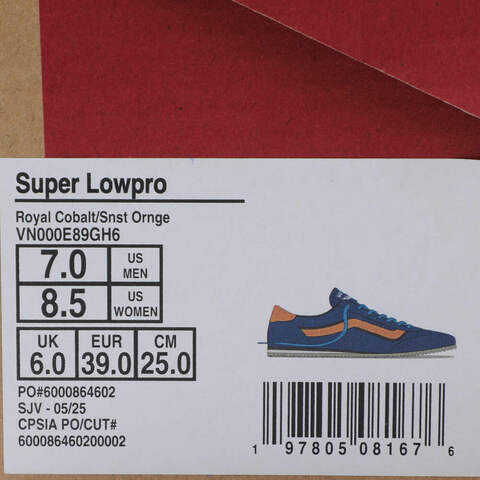 Super Lowpro
Royal Cobalt/Snst Ornge
VN000E89GH6
7.0 US MEN
8.5 US WOMEN
UK EUR CM
6.0 39.0 25.0
PO#6000864602
SJV - 05/25
CPSIA PO/CUT#
600086460200002
1 97805 08167 6